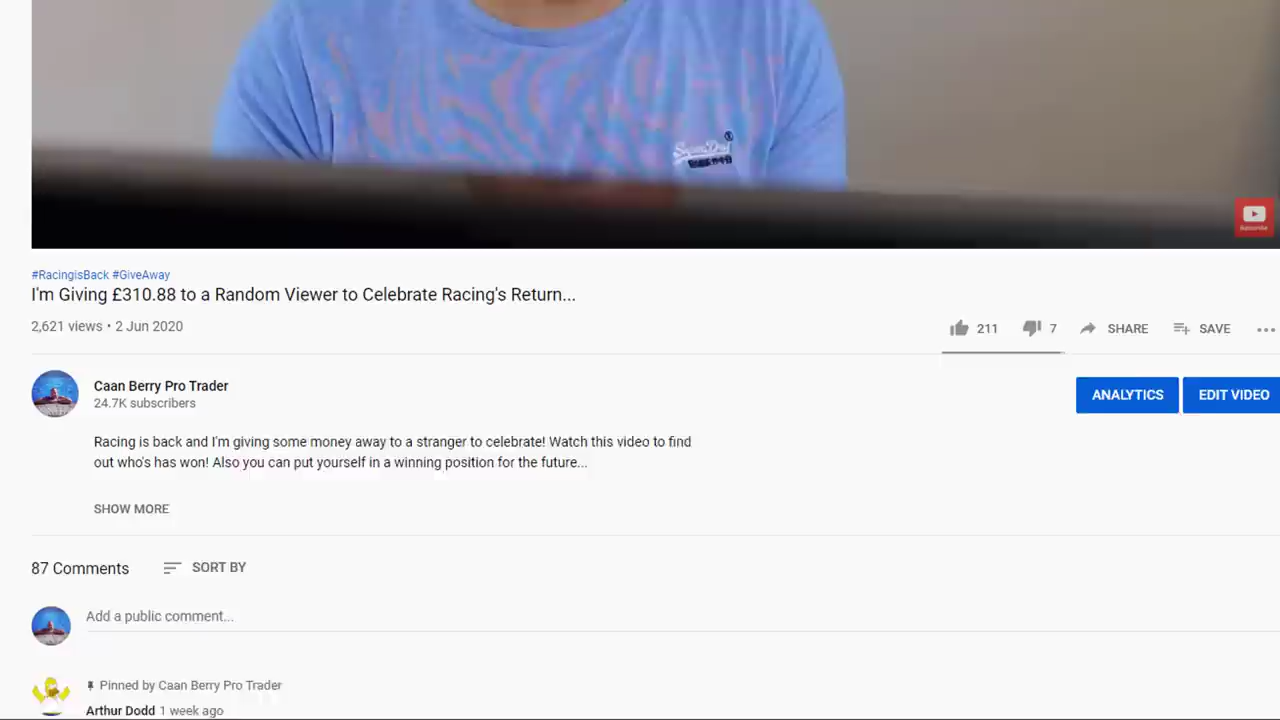 #RacingisBack #GiveAway
I'm Giving £310.88 to a Random Viewer to Celebrate Racing's Return...
2,621 views • 2 Jun 2020
211
7
SHARE
SAVE
Caan Berry Pro Trader
24.7K subscribers
ANALYTICS
EDIT VIDEO
Racing is back and I'm giving some money away to a stranger to celebrate! Watch this video to find
out who's has won! Also you can put yourself in a winning position for the future...
SHOW MORE
87 Comments
SORT BY
Add a public comment...
Pinned by Caan Berry Pro Trader
Arthur Dodd 1 week ago